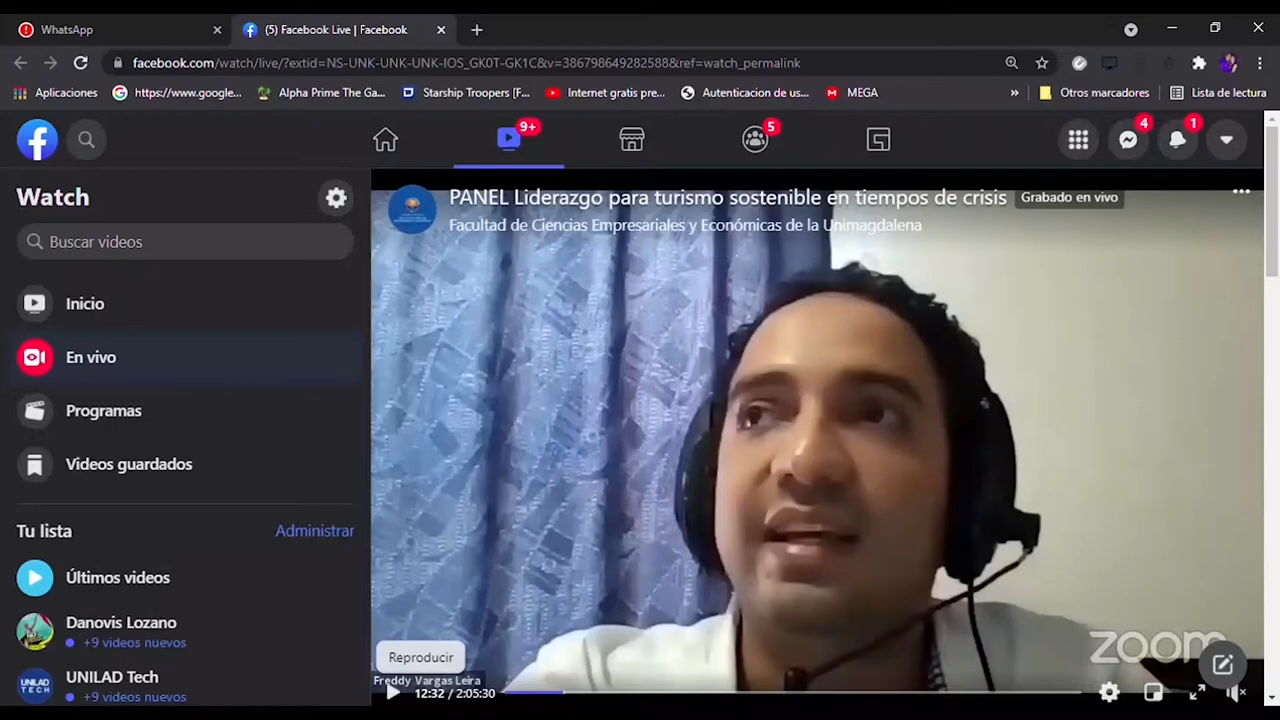 WhatsApp
(5) Facebook Live | Facebook
facebook.com/watch/live/?extid=NS-UNK-UNK-UNK-IOS_GK0T-GK1C&v=386798649282588&ref=watch_permalink
Aplicaciones
https://www.google...
Alpha Prime The Ga...
Starship Troopers [F...
Internet gratis pre...
Autenticacion de us...
MEGA
»
Otros marcadores
Lista de lectura
9+
5
4
1
Watch
Buscar videos
Inicio
En vivo
Programas
Videos guardados
Tu lista
Administrar
Últimos videos
Danovis Lozano
+9 videos nuevos
UNILAD TECH
UNILAD Tech
+9 videos nuevos
PANEL Liderazgo para turismo sostenible en tiempos de crisis
Grabado en vivo
Facultad de Ciencias Empresariales y Económicas de la Unimagdalena
Reproducir
Freddy Vargas Leira
12:32 / 2:05:30
zoom